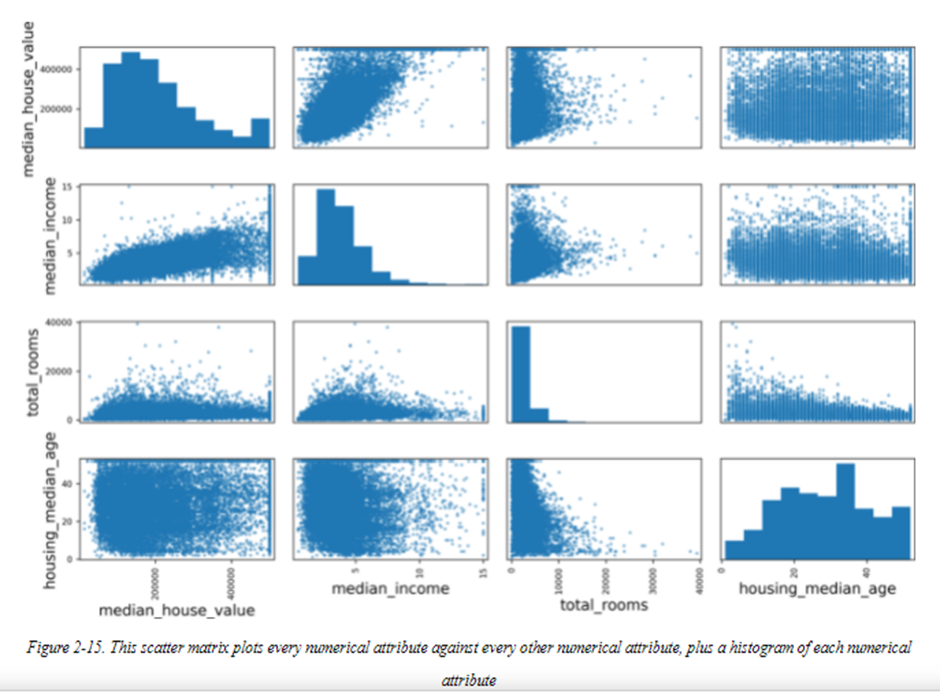 median_house_value
400000
200000
median_income
15
10
5
total_rooms
40000
20000
0
housing_median_age
40
20
0
200000
400000
median_house_value
5
10
15
median_income
0
10000
20000
30000
40000
total_rooms
0
20
40
housing_median_age
Figure 2-15. This scatter matrix plots every numerical attribute against every other numerical attribute, plus a histogram of each numerical
attribute